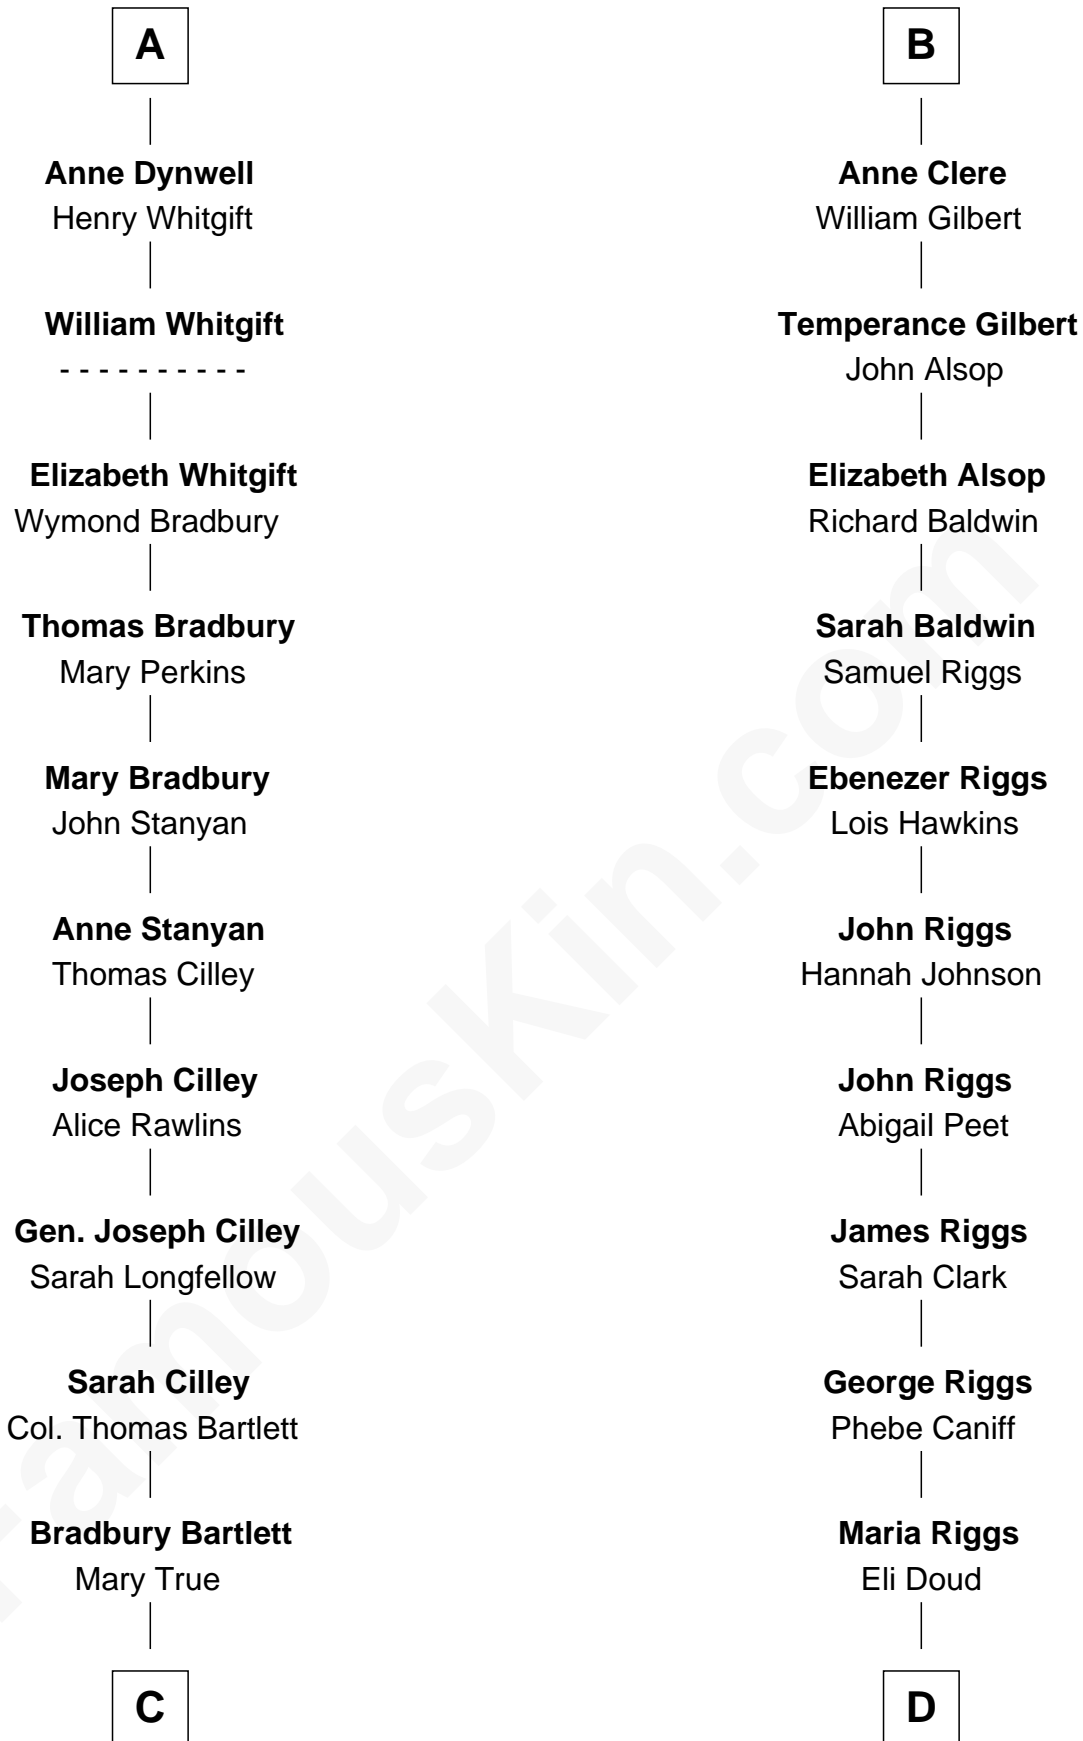 A
Anne Dynwell
Henry Whitgift
William Whitgift
- - - - - - - - - -
Elizabeth Whitgift
Wymond Bradbury
Thomas Bradbury
Mary Perkins
Mary Bradbury
John Stanyan
Anne Stanyan
Thomas Cilley
Joseph Cilley
Alice Rawlins
Gen. Joseph Cilley
Sarah Longfellow
Sarah Cilley
Col. Thomas Bartlett
Bradbury Bartlett
Mary True
C
B
Anne Clere
William Gilbert
Temperance Gilbert
John Alsop
Elizabeth Alsop
Richard Baldwin
Sarah Baldwin
Samuel Riggs
Ebenezer Riggs
Lois Hawkins
John Riggs
Hannah Johnson
John Riggs
Abigail Peet
James Riggs
Sarah Clark
George Riggs
Phebe Caniff
Maria Riggs
Eli Doud
D
FamousKin.com